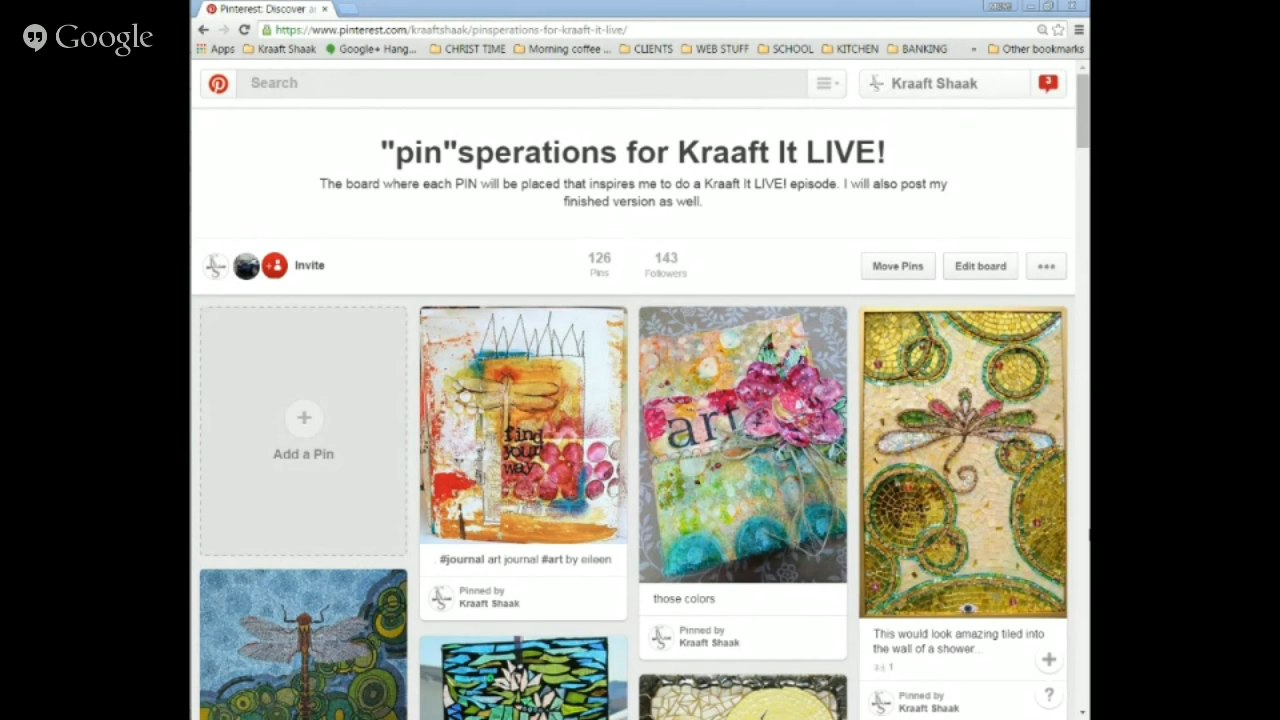 Google
Pinterest: Discover a
https://www.pinterest.com/kraaftshaak/pinsperations-for-kraaft-it-live/
Apps Kraaft Shaak Google+ Hang... CHRIST TIME Morning coffee ... CLIENTS WEB STUFF SCHOOL KITCHEN BANKING » Other bookmarks
Search
Kraaft Shaak
3
"pin"sperations for Kraaft It LIVE!
The board where each PIN will be placed that inspires me to do a Kraaft It LIVE! episode. I will also post my
finished version as well.
Invite
126
Pins
143
Followers
Move Pins
Edit board
Add a Pin
find
your
way
#journal art journal #art by eileen
Pinned by
Kraaft Shaak
art
those colors
Pinned by
Kraaft Shaak
This would look amazing tiled into
the wall of a shower...
1
Pinned by
Kraaft Shaak
?